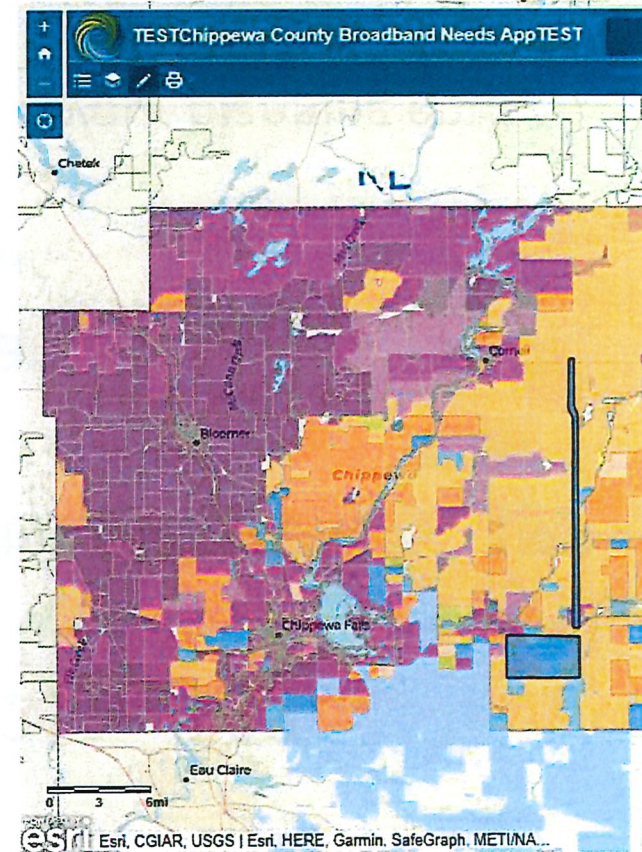 TESTChippewa County Broadband Needs AppTEST
Chetek
Cornell
Bloomer
Chippewa
Chippewa Falls
Eau Claire
0 3 6mi
esri Esri, CGIAR, USGS | Esri, HERE, Garmin, SafeGraph, METI/NA...